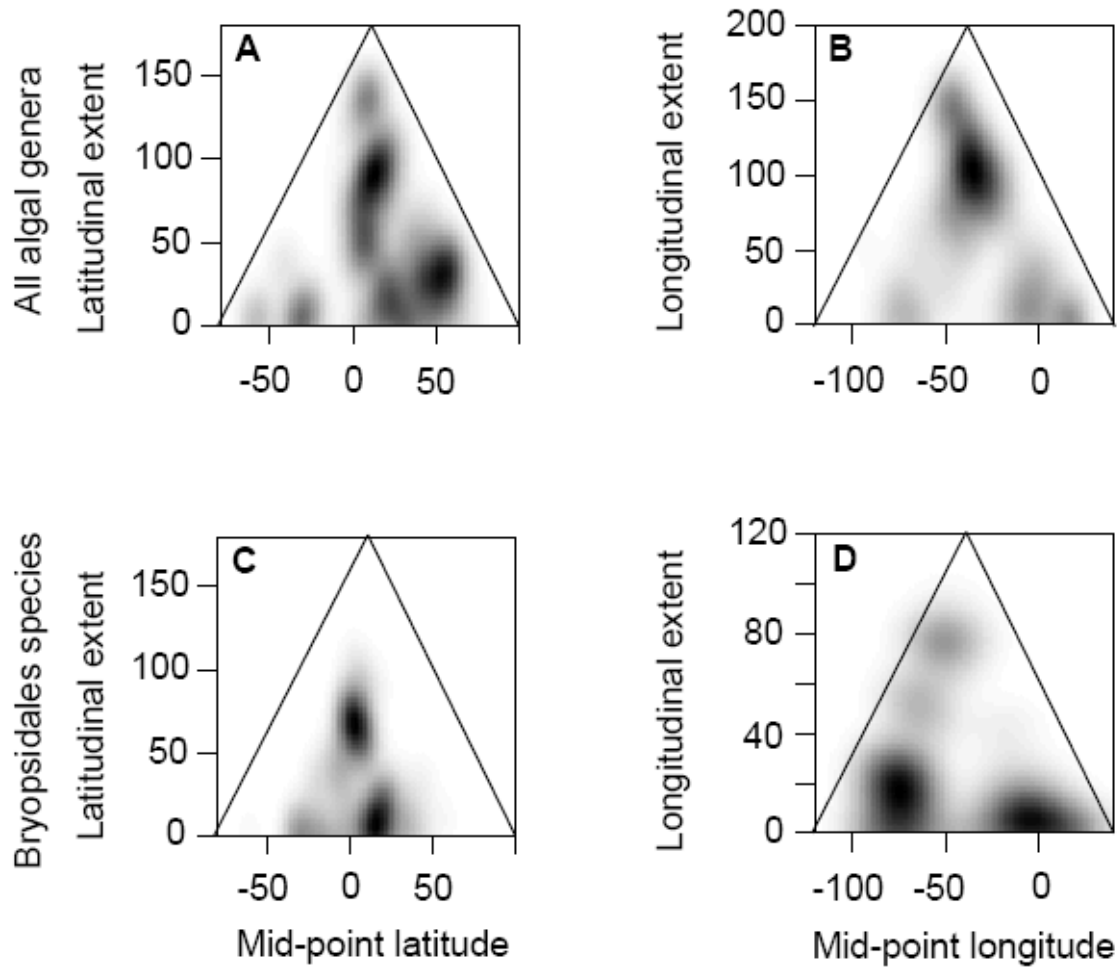 All algal genera
Latitudinal extent
A
150
100
50
0
-50 0 50
Longitudinal extent
B
200
150
100
50
0
-100 -50 0
Bryopsidales species
Latitudinal extent
C
150
100
50
0
-50 0 50
Mid-point latitude
Longitudinal extent
D
120
80
40
0
-100 -50 0
Mid-point longitude